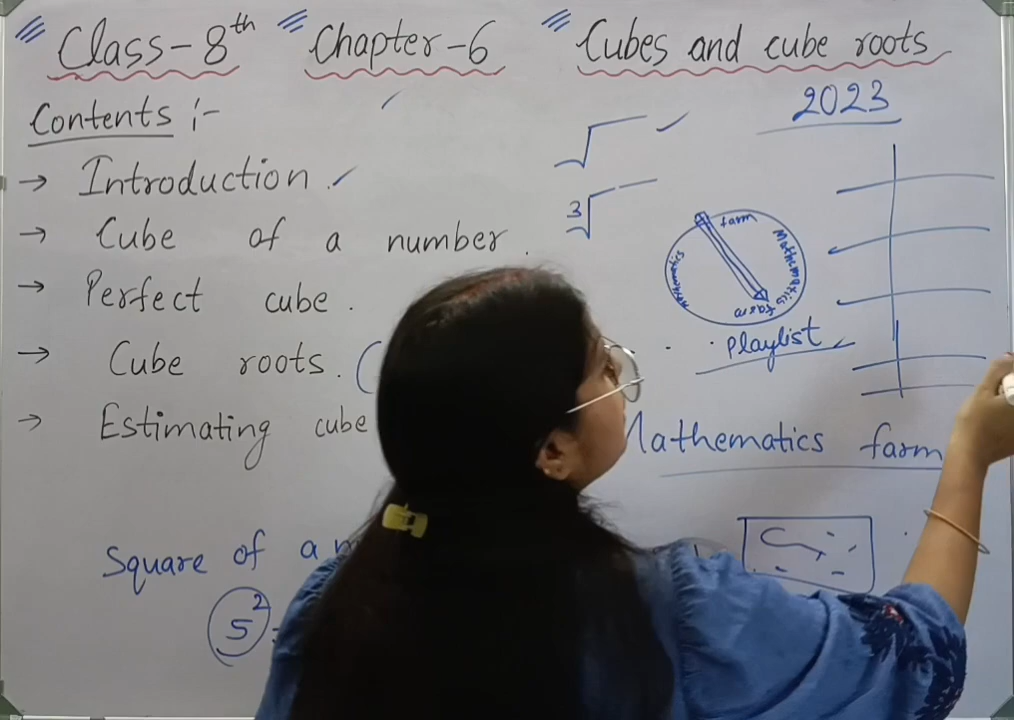 Class-8th Chapter-6 Cubes and cube roots
Contents :-
2023
→ Introduction.
→ Cube of a number.
→ Perfect cube.
→ Cube roots. (
→ Estimating cube
√
3√
farm
Mathematics
farm
Mathematics
Playlist
Mathematics farm
Square of a n
5²=